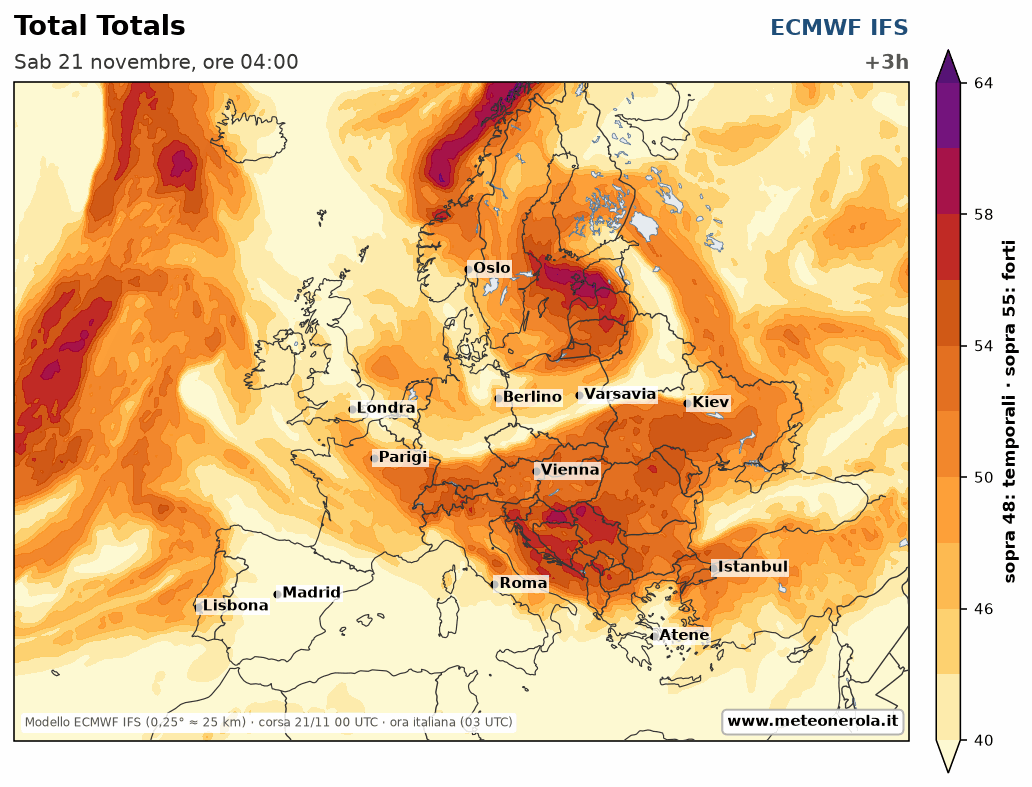 Total Totals
ECMWF IFS
Sab 21 novembre, ore 04:00
+3h
64
58
54
50
46
40
sopra 48: temporali · sopra 55: forti
Oslo
Londra
Berlino
Varsavia
Kiev
Parigi
Vienna
Istanbul
Roma
Madrid
Lisbona
Atene
Modello ECMWF IFS (0,25° ≈ 25 km) · corsa 21/11 00 UTC · ora italiana (03 UTC)
www.meteonerola.it